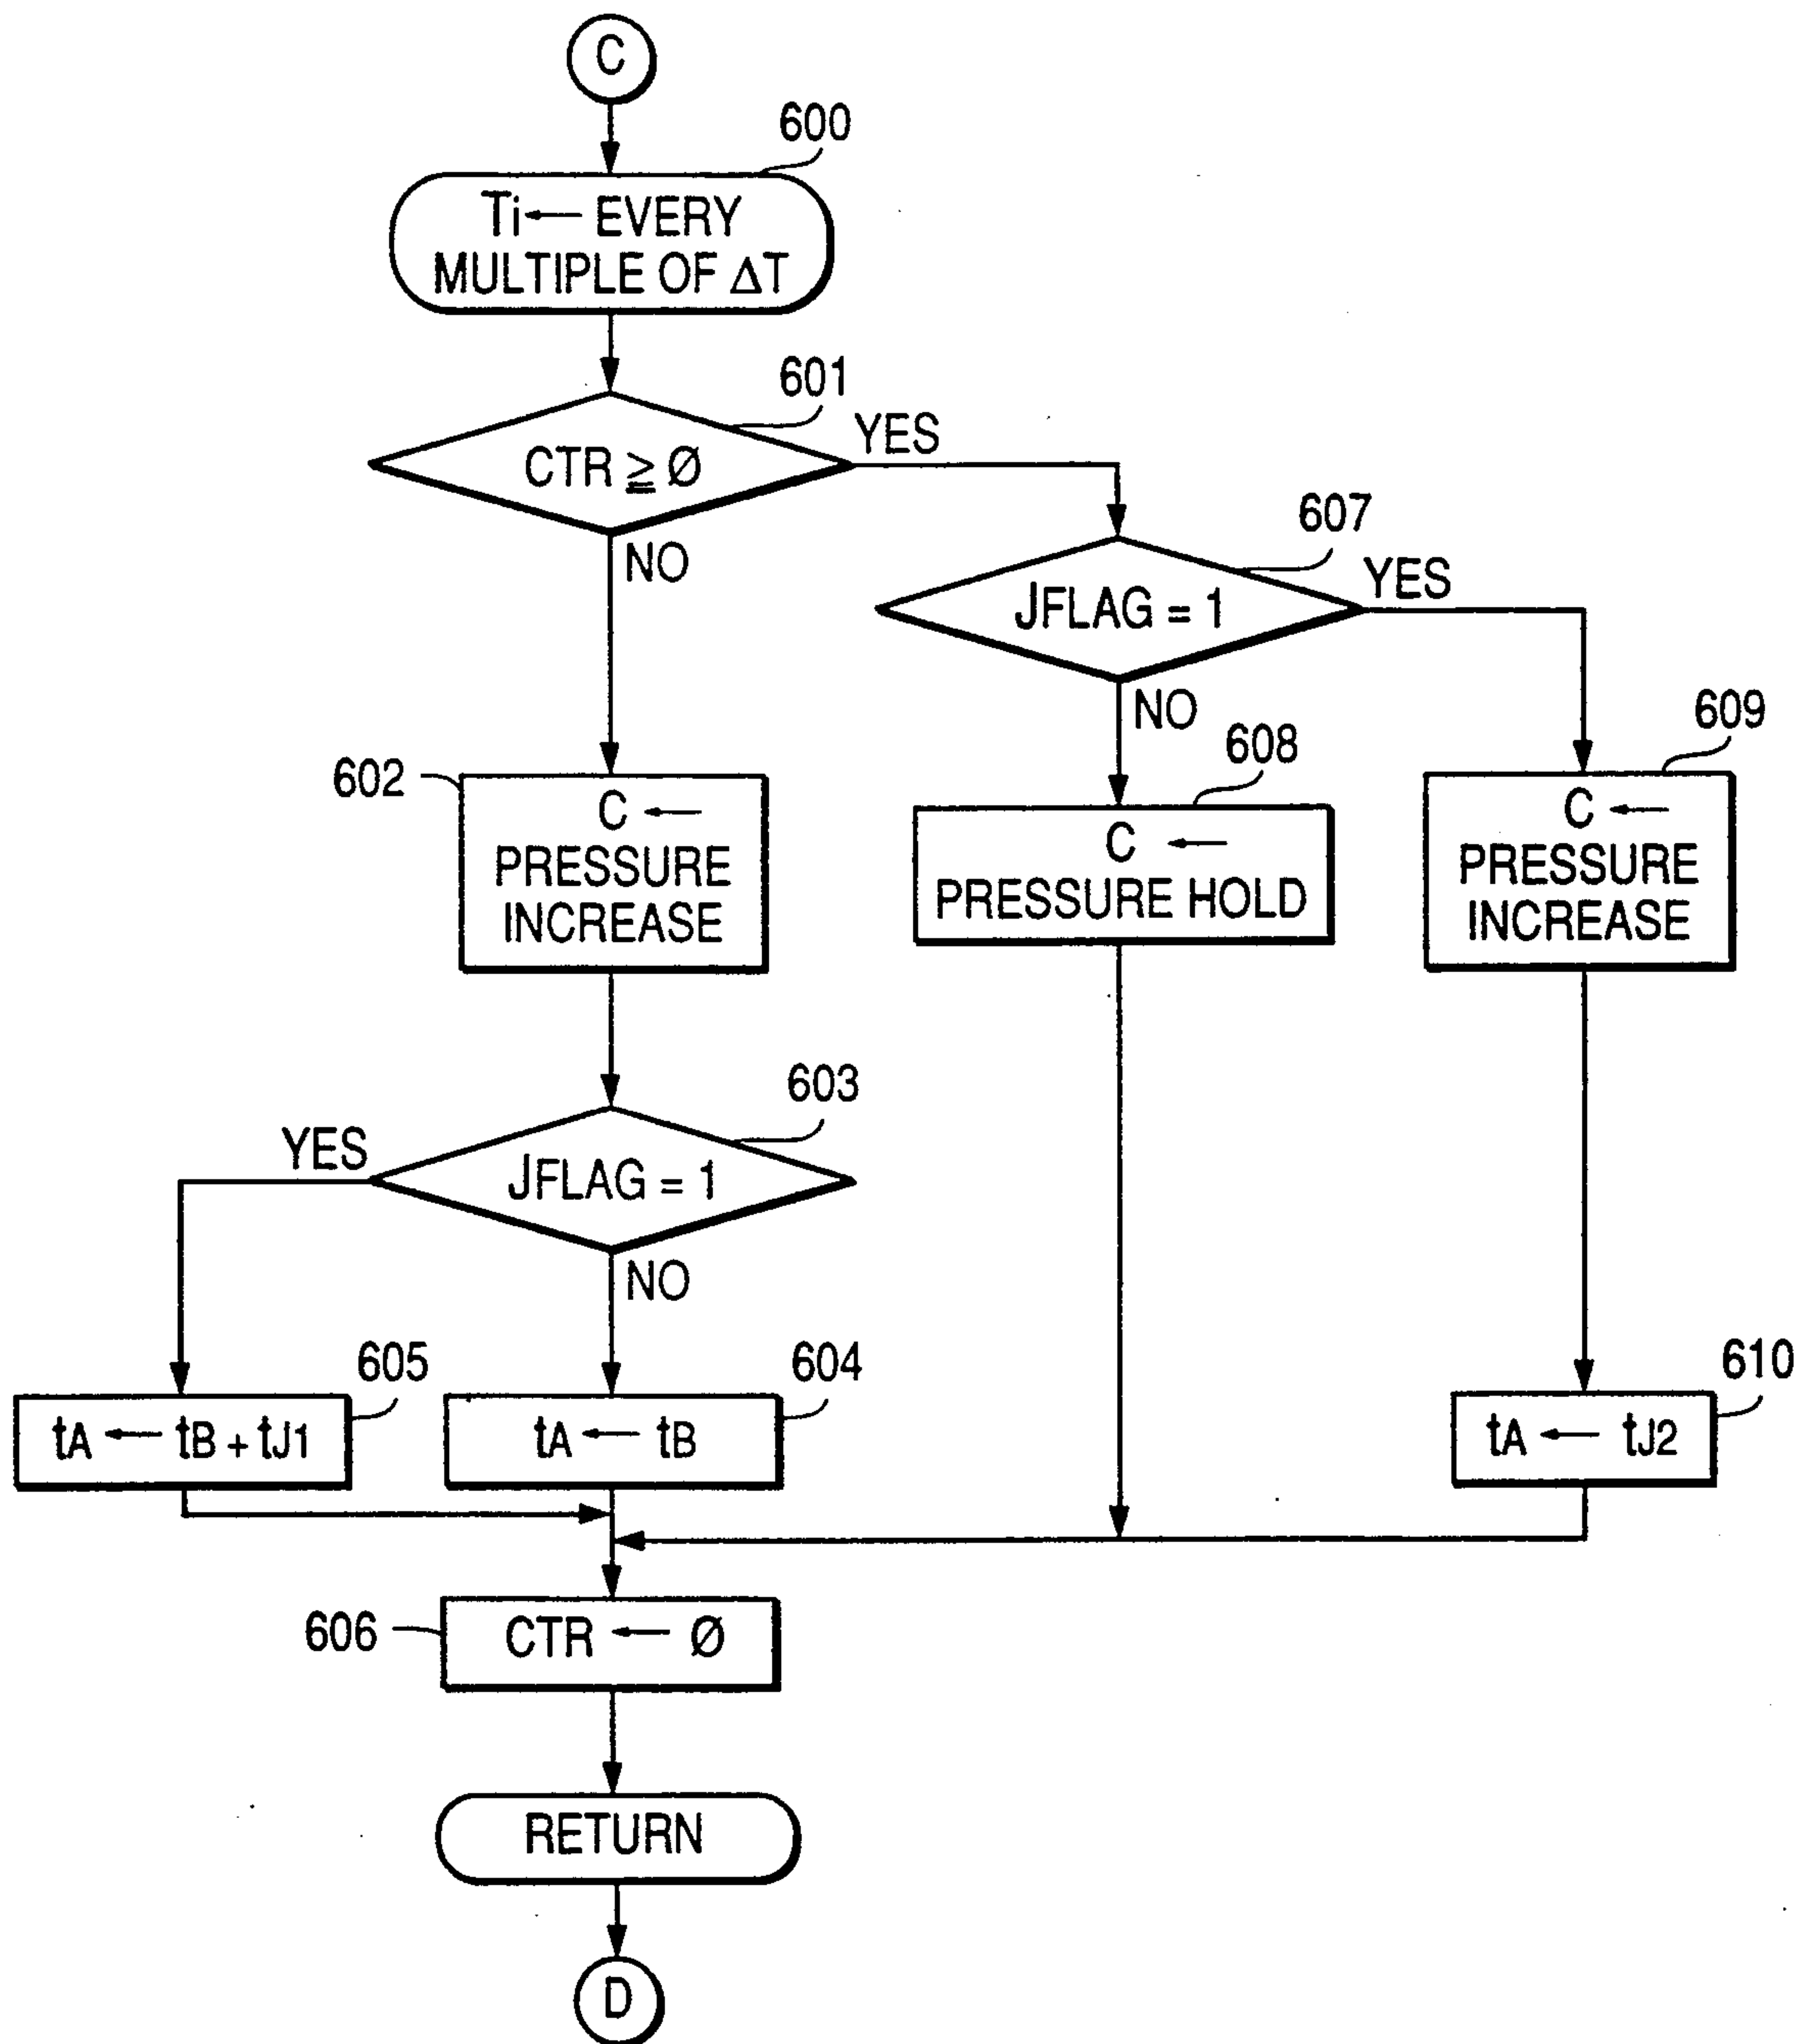 C
600
Ti ← EVERY
MULTIPLE OF ΔT
601
CTR ≧ Ø
YES
NO
607
JFLAG = 1
YES
NO
602
C ←
PRESSURE
INCREASE
608
C ←
PRESSURE HOLD
609
C ←
PRESSURE
INCREASE
603
YES
JFLAG = 1
NO
605
tA ← tB + tJ1
604
tA ← tB
610
tA ← tJ2
606
CTR ← Ø
RETURN
D